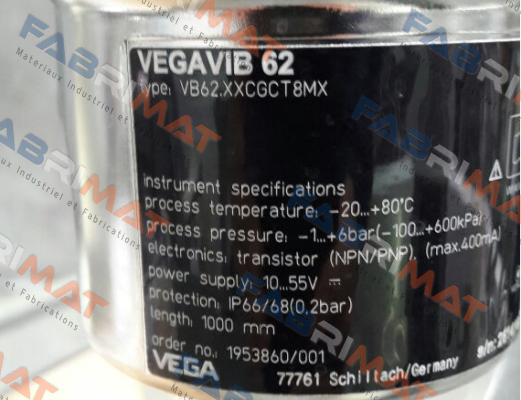 VEGAVIB 62
Type: VB62.XXCGCT8MX
instrument specifications
process temperature: -20...+80°C
process pressure: -1...+6bar(-100...+600kPa)
electronics: transistor (NPN/PNP), (max.400mA)
power supply: 10...55V
protection: IP66/68(0,2bar)
length: 1000 mm
order no.: 1953860/001
VEGA
77761 Schiltach/Germany
s/n:
FABRIMAT
Materiaux Industriel et Fabrications